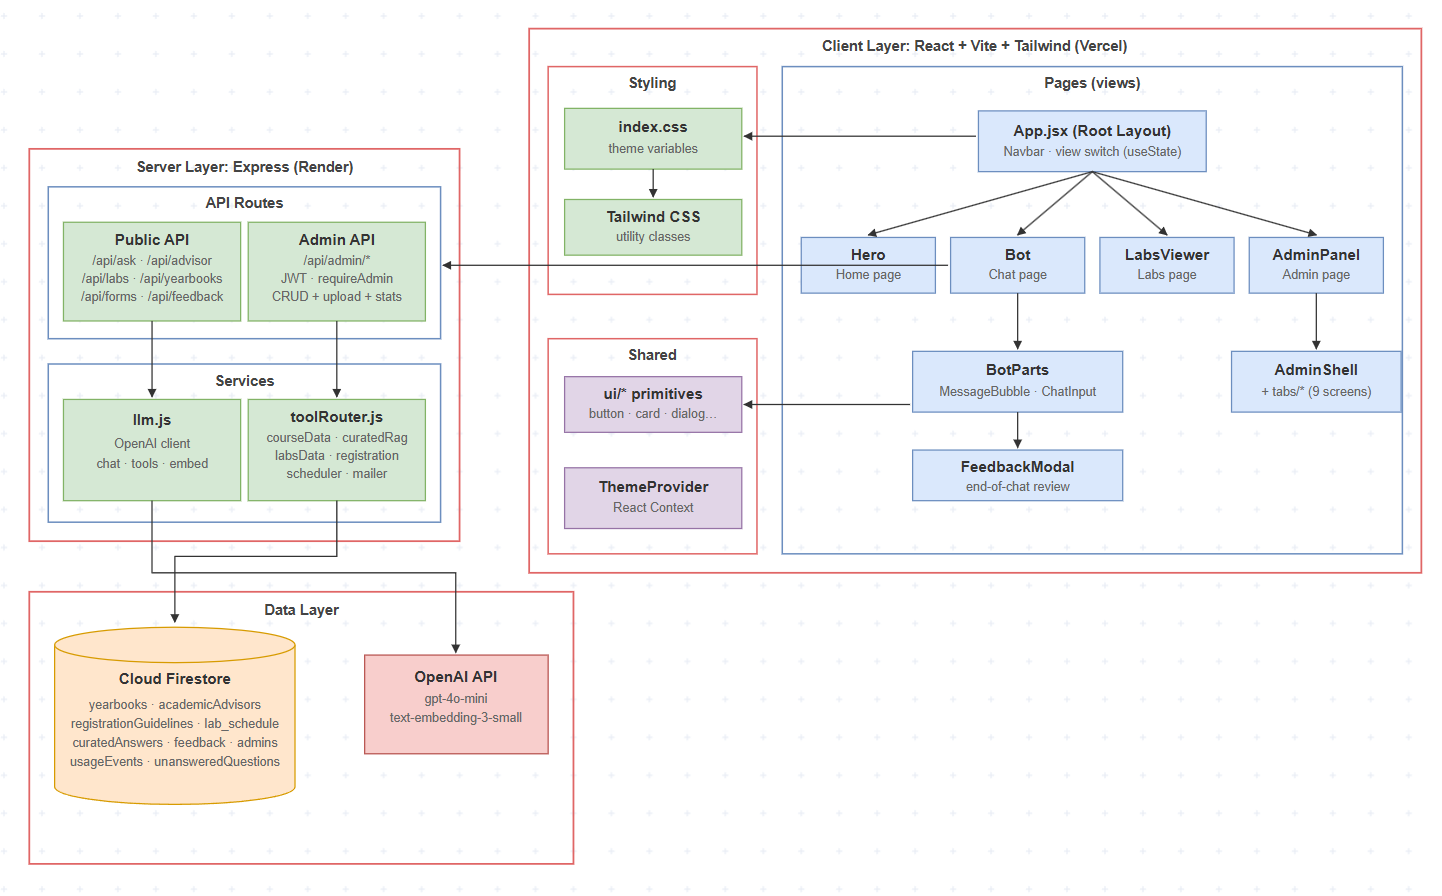 Client Layer: React + Vite + Tailwind (Vercel)
Styling
index.css
theme variables
Tailwind CSS
utility classes
Shared
ui/* primitives
button · card · dialog...
ThemeProvider
React Context
Pages (views)
App.jsx (Root Layout)
Navbar · view switch (useState)
Hero
Home page
Bot
Chat page
LabsViewer
Labs page
AdminPanel
Admin page
BotParts
MessageBubble · ChatInput
AdminShell
+ tabs/* (9 screens)
FeedbackModal
end-of-chat review
Server Layer: Express (Render)
API Routes
Public API
/api/ask · /api/advisor
/api/labs · /api/yearbooks
/api/forms · /api/feedback
Admin API
/api/admin/*
JWT · requireAdmin
CRUD + upload + stats
Services
llm.js
OpenAI client
chat · tools · embed
toolRouter.js
courseData · curatedRag
labsData · registration
scheduler · mailer
Data Layer
Cloud Firestore
yearbooks · academicAdvisors
registrationGuidelines · lab_schedule
curatedAnswers · feedback · admins
usageEvents · unansweredQuestions
OpenAI API
gpt-4o-mini
text-embedding-3-small